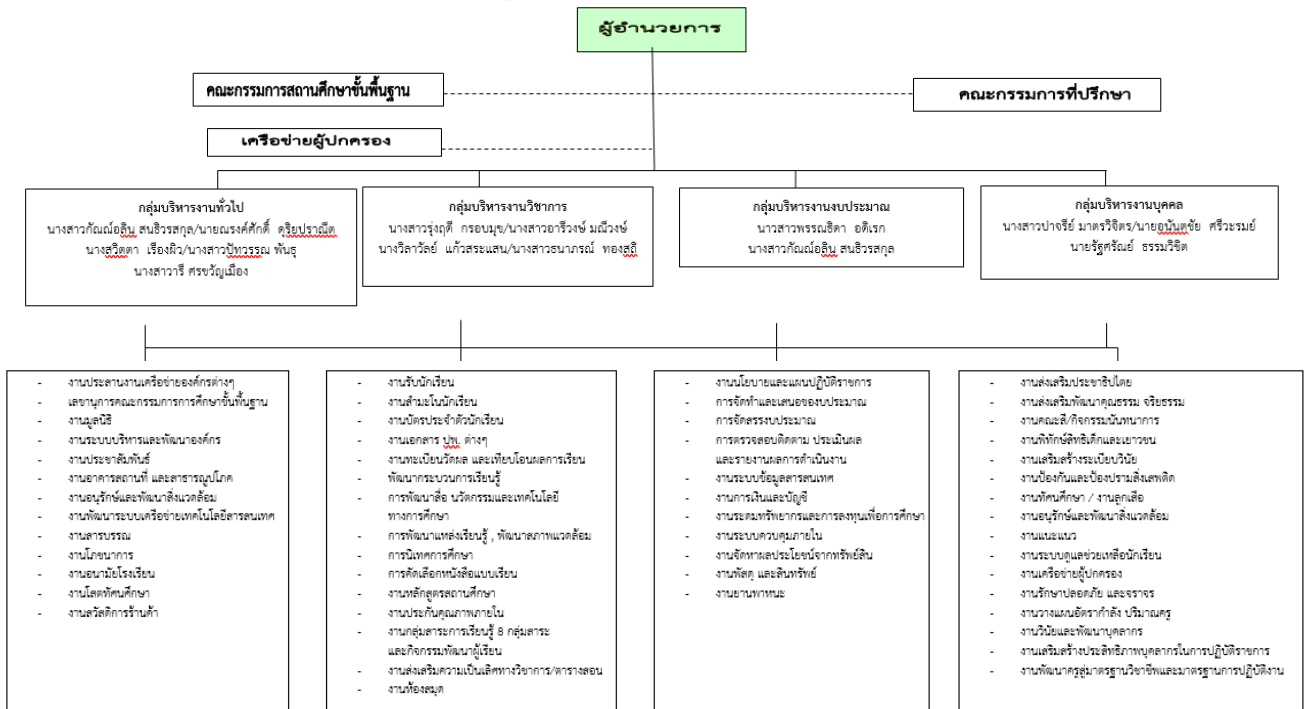 ผู้อำนวยการ
คณะกรรมการสถานศึกษาขั้นพื้นฐาน
คณะกรรมการที่ปรึกษา
เครือข่ายผู้ปกครอง
กลุ่มบริหารงานทั่วไป
นางสาวกัณณ์อลิน สนธิวรสกุล/นายณรงค์ศักดิ์ ดุริยปราณีต
นางสวิตตา เรืองผิว/นางสาวปัทวรรณ พันธุ
นางสาวารี ศรขวัญเมือง
กลุ่มบริหารงานวิชาการ
นางสาวรุ่งฤดี กรอบมุข/นางสาวอารีวงษ์ มณีวงษ์
นางวิลาวัลย์ แก้วสระแสน/นางสาวธนาภรณ์ ทองสุถิ
กลุ่มบริหารงานงบประมาณ
นาวสาวพรรณธิดา อดิเรก
นางสาวกัณณ์อลิน สนธิวรสกุล
กลุ่มบริหารงานบุคคล
นางสาวปาจรีย์ มาตรวิจิตร/นายอนันตชัย ศรีวะรมย์
นายรัฐศรัณย์ ธรรมวิชิต
- งานประสานงานเครือข่ายองค์กรต่างๆ
- เลขานุการคณะกรรมการการศึกษาขั้นพื้นฐาน
- งานมูลนิธิ
- งานระบบบริหารและพัฒนาองค์กร
- งานประชาสัมพันธ์
- งานอาคารสถานที่ และสาธารณูปโภค
- งานอนุรักษ์และพัฒนาสิ่งแวดล้อม
- งานพัฒนาระบบเครือข่ายเทคโนโลยีสารสนเทศ
- งานสารบรรณ
- งานโภชนาการ
- งานอนามัยโรงเรียน
- งานโสตทัศนศึกษา
- งานสวัสดิการร้านค้า
- งานรับนักเรียน
- งานสำมะโนนักเรียน
- งานบัตรประจำตัวนักเรียน
- งานเอกสาร ปพ. ต่างๆ
- งานทะเบียนวัดผล และเทียบโอนผลการเรียน
- พัฒนากระบวนการเรียนรู้
- การพัฒนาสื่อ นวัตกรรมและเทคโนโลยี
ทางการศึกษา
- การพัฒนาแหล่งเรียนรู้ , พัฒนาสภาพแวดล้อม
- การนิเทศการศึกษา
- การคัดเลือกหนังสือแบบเรียน
- งานหลักสูตรสถานศึกษา
- งานประกันคุณภาพภายใน
- งานกลุ่มสาระการเรียนรู้ 8 กลุ่มสาระ
และกิจกรรมพัฒนาผู้เรียน
- งานส่งเสริมความเป็นเลิศทางวิชาการ/ตารางสอน
- งานห้องสมุด
- งานนโยบายและแผนปฏิบัติราชการ
- การจัดทำและเสนอของบประมาณ
- การจัดสรรงบประมาณ
- การตรวจสอบติดตาม ประเมินผล
และรายงานผลการดำเนินงาน
- งานระบบข้อมูลสารสนเทศ
- งานการเงินและบัญชี
- งานระดมทรัพยากรและการลงทุนเพื่อการศึกษา
- งานระบบควบคุมภายใน
- งานจัดหาผลประโยชน์จากทรัพย์สิน
- งานพัสดุ และสินทรัพย์
- งานยานพาหนะ
- งานส่งเสริมประชาธิปไตย
- งานส่งเสริมพัฒนาคุณธรรม จริยธรรม
- งานคณะสี/กิจกรรมนันทนาการ
- งานพิทักษ์สิทธิเด็กและเยาวชน
- งานเสริมสร้างระเบียบวินัย
- งานป้องกันและป้องปรามสิ่งเสพติด
- งานทัศนศึกษา / งานลูกเสือ
- งานอนุรักษ์และพัฒนาสิ่งแวดล้อม
- งานแนะแนว
- งานระบบดูแลช่วยเหลือนักเรียน
- งานเครือข่ายผู้ปกครอง
- งานรักษาปลอดภัย และจราจร
- งานวางแผนอัตรากำลัง ปริมาณครู
- งานวินัยและพัฒนาบุคลากร
- งานเสริมสร้างประสิทธิภาพบุคลากรในการปฏิบัติราชการ
- งานพัฒนาครูสู่มาตรฐานวิชาชีพและมาตรฐานการปฏิบัติงาน